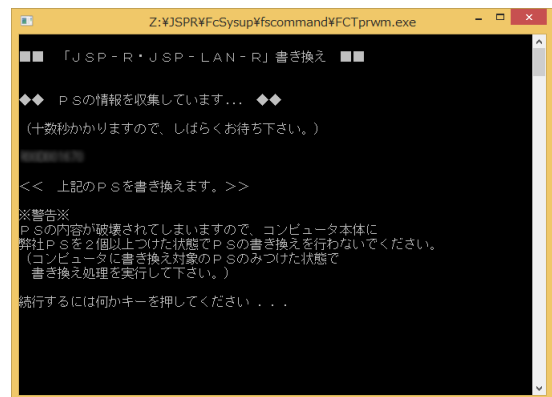 Z:¥JSPR¥FcSysup¥fscommand¥FCTprwm.exe
■■　「ＪＳＰ－Ｒ・ＪＳＰ－ＬＡＮ－Ｒ」書き換え　■■
◆◆　ＰＳの情報を収集しています...　◆◆
（十数秒かかりますので、しばらくお待ち下さい。）
<<　上記のＰＳを書き換えます。>>
※警告※
ＰＳの内容が破壊されてしまいますので、コンピュータ本体に
弊社ＰＳを２個以上つけた状態でＰＳの書き換えを行わないでください。
（コンピュータに書き換え対象のＰＳのみつけた状態で
　書き換え処理を実行して下さい。）
続行するには何かキーを押してください . . .